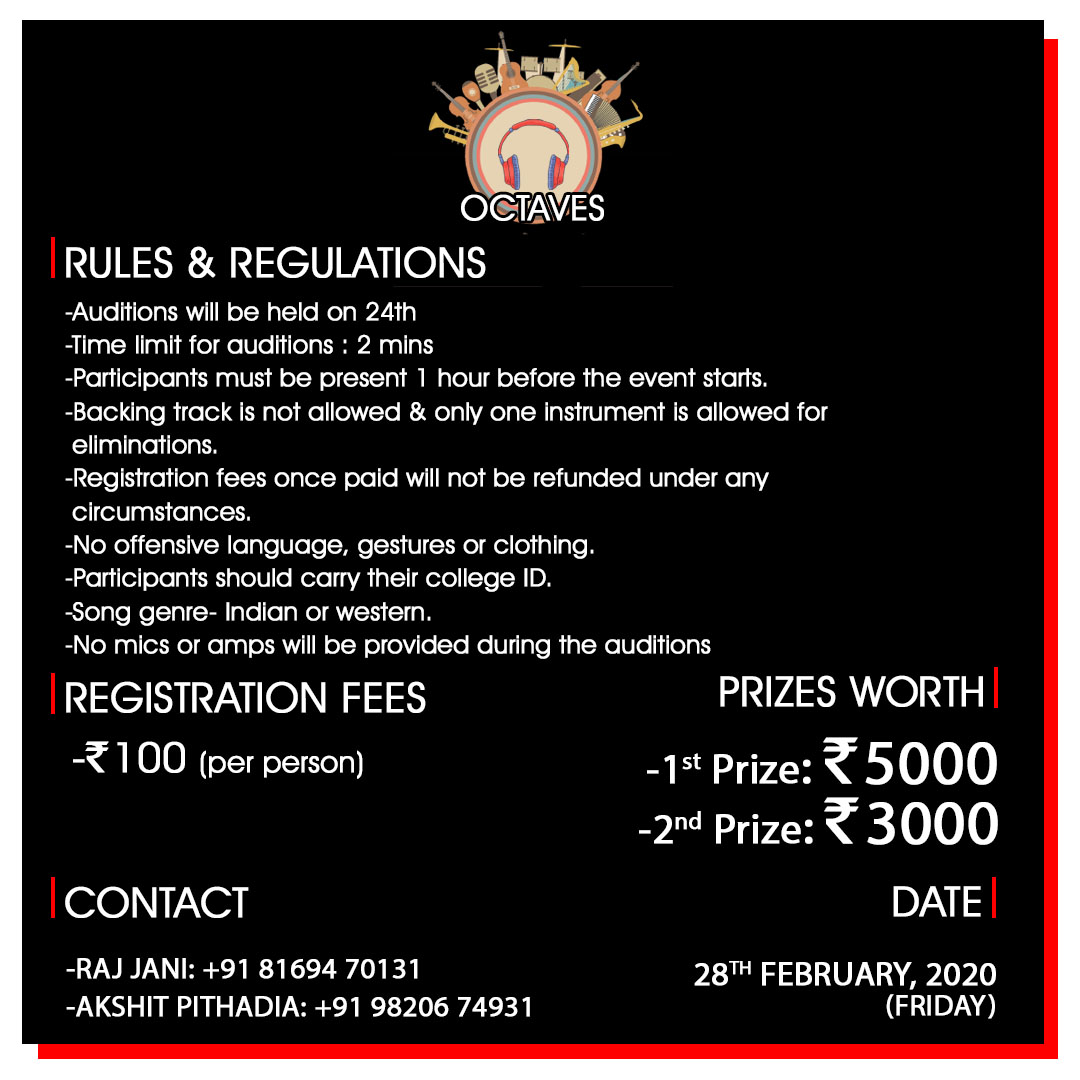 OCTAVES
RULES & REGULATIONS
-Auditions will be held on 24th
-Time limit for auditions : 2 mins
-Participants must be present 1 hour before the event starts.
-Backing track is not allowed & only one instrument is allowed for
eliminations.
-Registration fees once paid will not be refunded under any
circumstances.
-No offensive language, gestures or clothing.
-Participants should carry their college ID.
-Song genre- Indian or western.
-No mics or amps will be provided during the auditions
REGISTRATION FEES
-₹100 (per person)
PRIZES WORTH
-1st Prize: ₹5000
-2nd Prize: ₹3000
CONTACT
-RAJ JANI: +91 81694 70131
-AKSHIT PITHADIA: +91 98206 74931
DATE
28TH FEBRUARY, 2020
(FRIDAY)